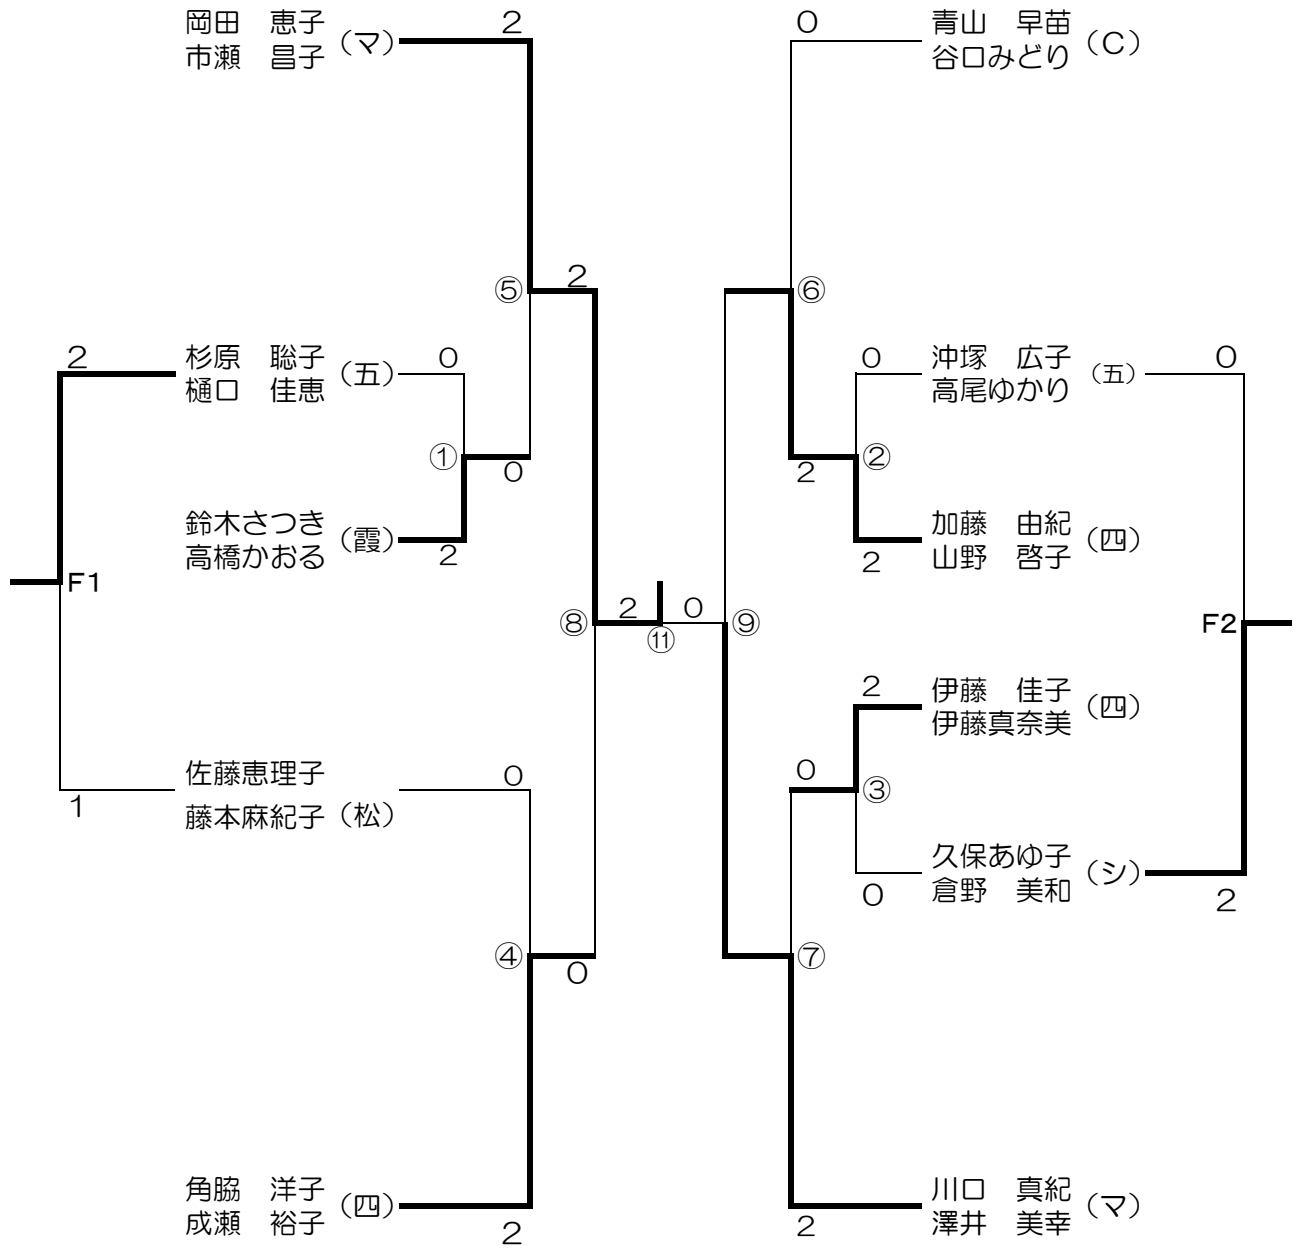 岡田　恵子
市瀬　昌子
（マ）
2
0
青山　早苗
谷口みどり
（C）
⑤
2
⑥
2
杉原　聡子
樋口　佳恵
（五）
0
0
沖塚　広子
高尾ゆかり
（五）
0
①
0
2
②
鈴木さつき
高橋かおる
（霞）
2
2
加藤　由紀
山野　啓子
（四）
F1
⑧
2
⑪
0
⑨
F2
2
伊藤　佳子
伊藤真奈美
（四）
1
佐藤恵理子
藤本麻紀子
（松）
0
0
③
0
久保あゆ子
倉野　美和
（シ）
2
④
0
⑦
角脇　洋子
成瀬　裕子
（四）
2
2
川口　真紀
澤井　美幸
（マ）